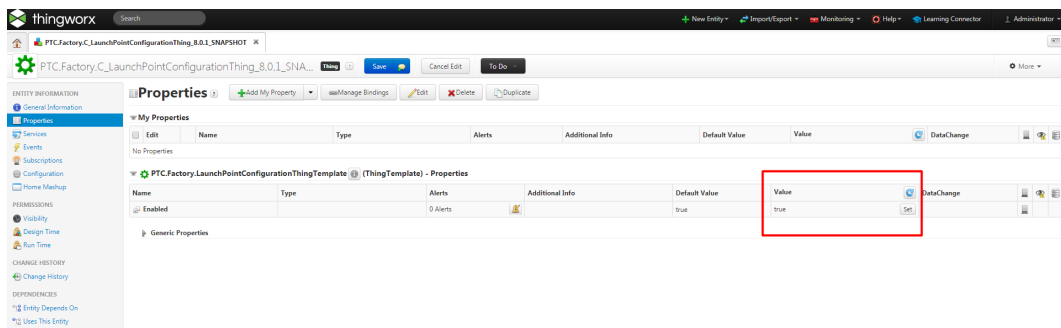 thingworx Search New Entity Import/Export Monitoring Help Learning Connector Administrator
PTC.Factory.C_LaunchPointConfigurationThing_8.0.1_SNAPSHOT
PTC.Factory.C_LaunchPointConfigurationThing_8.0.1_SNA... Thing Save Cancel Edit To Do More
ENTITY INFORMATION
General Information
Properties
Services
Events
Subscriptions
Configuration
Home Mashup
PERMISSIONS
Visibility
Design Time
Run Time
CHANGE HISTORY
Change History
DEPENDENCIES
Entity Depends On
Uses This Entity
Properties Add My Property Manage Bindings Edit Delete Duplicate
My Properties
Edit Name Type Alerts Additional Info Default Value Value DataChange
No Properties
PTC.Factory.LaunchPointConfigurationThingTemplate (ThingTemplate) - Properties
Name Type Alerts Additional Info Default Value Value DataChange
Enabled 0 Alerts true true Set
Generic Properties